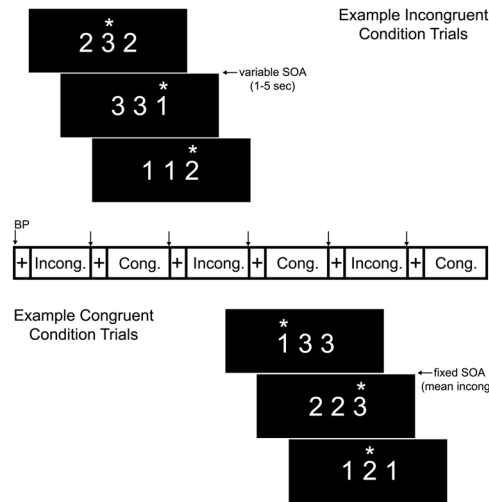 Example Incongruent
Condition Trials
*
2 3 2
variable SOA
(1-5 sec)
*
3 3 1
*
1 1 2
BP
+ Incong. + Cong. + Incong. + Cong. + Incong. + Cong.
Example Congruent
Condition Trials
*
1 3 3
fixed SOA
(mean incong
*
2 2 3
*
1 2 1